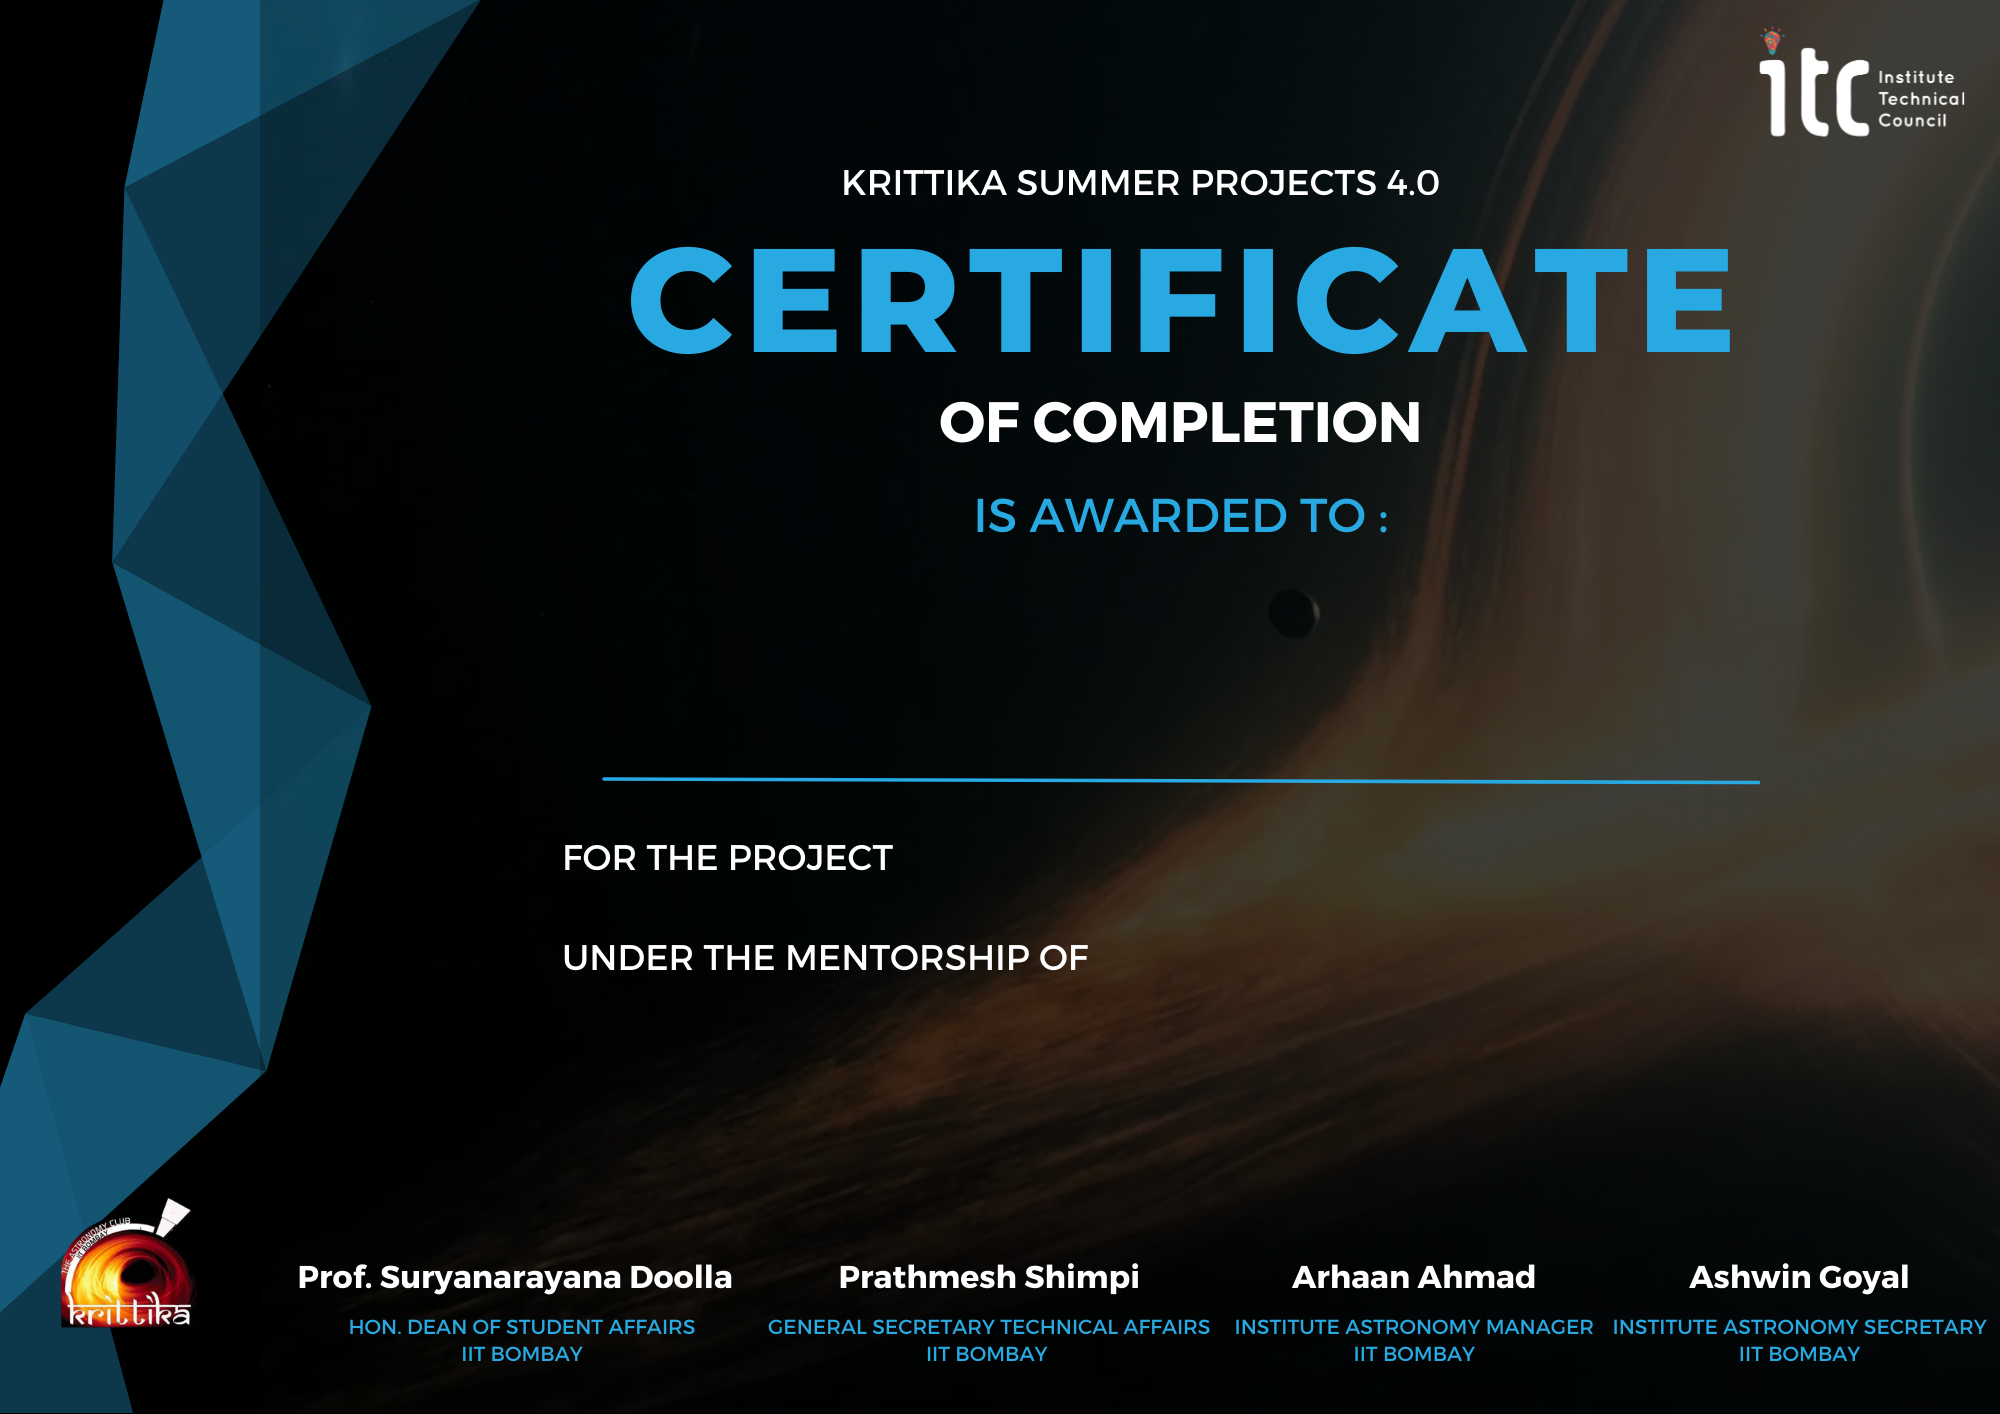 itc Institute
Technical
Council
KRITTIKA SUMMER PROJECTS 4.0
CERTIFICATE
OF COMPLETION
IS AWARDED TO :
FOR THE PROJECT
UNDER THE MENTORSHIP OF
THE ASTRONOMY CLUB
IIT BOMBAY
krittika
Prof. Suryanarayana Doolla
HON. DEAN OF STUDENT AFFAIRS
IIT BOMBAY
Prathmesh Shimpi
GENERAL SECRETARY TECHNICAL AFFAIRS
IIT BOMBAY
Arhaan Ahmad
INSTITUTE ASTRONOMY MANAGER
IIT BOMBAY
Ashwin Goyal
INSTITUTE ASTRONOMY SECRETARY
IIT BOMBAY